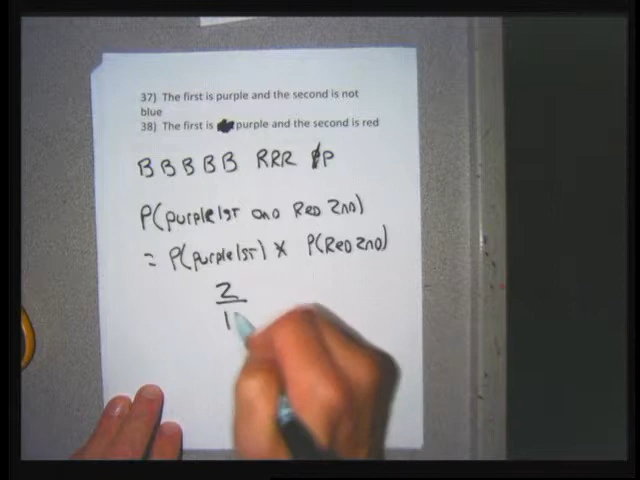 37) The first is purple and the second is not
blue
38) The first is purple and the second is red
B B B B B RRR P P
P(purple 1st and Red 2nd)
= P(purple 1st) × P(Red 2nd)
2
1